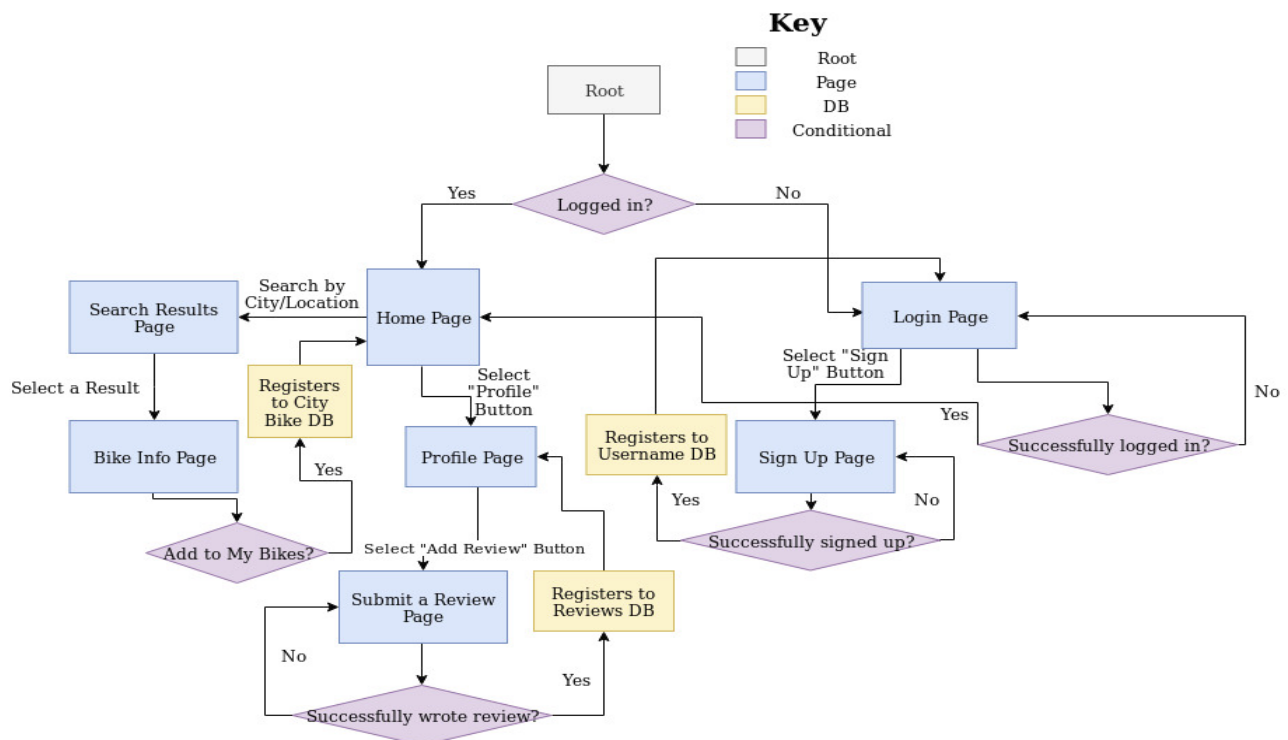 Key
Root
Page
DB
Conditional
Root
Logged in?
Yes
No
Search by
City/Location
Search Results
Page
Home Page
Login Page
Select a Result
Registers
to City
Bike DB
Select
"Profile"
Button
Select "Sign
Up" Button
No
Yes
Bike Info Page
Yes
Profile Page
Registers to
Username DB
Sign Up Page
Successfully logged in?
Yes
No
Add to My Bikes?
Select "Add Review" Button
Successfully signed up?
Submit a Review
Page
Registers to
Reviews DB
No
Yes
Successfully wrote review?